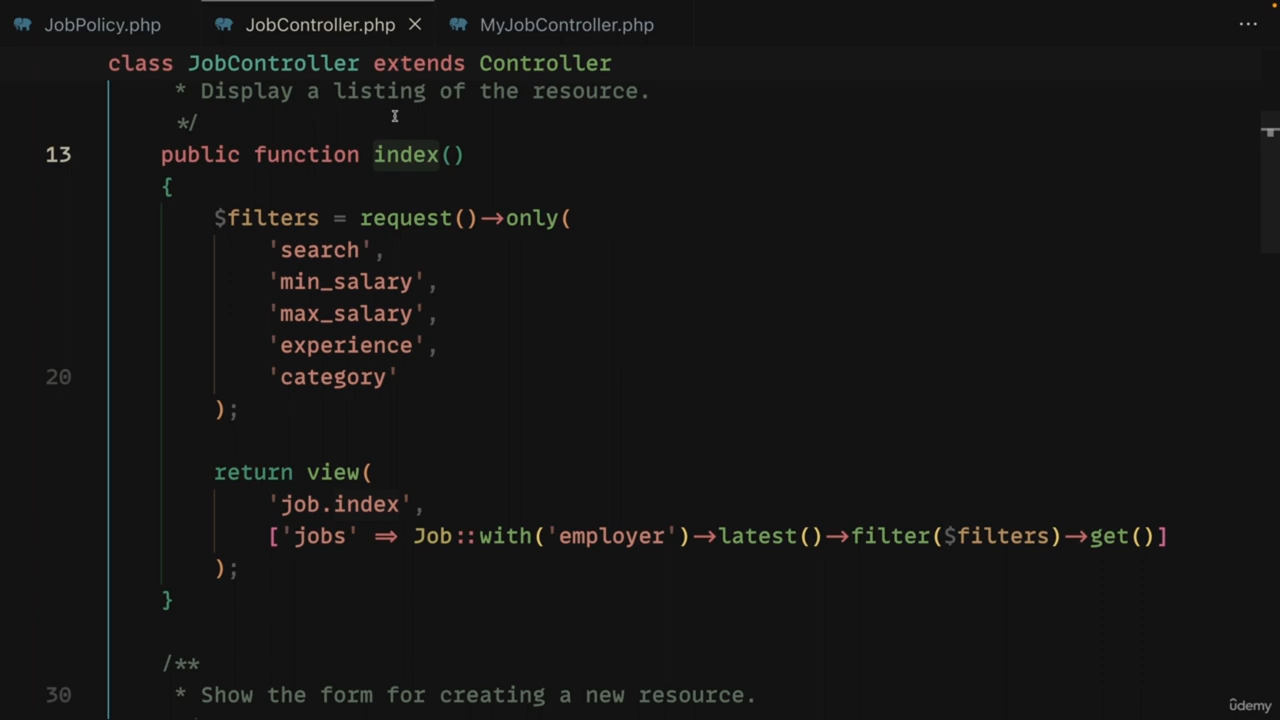 JobPolicy.php JobController.php × MyJobController.php ...
class JobController extends Controller
* Display a listing of the resource.
*/
13 public function index()
{
$filters = request()->only(
'search',
'min_salary',
'max_salary',
'experience',
20 'category'
);
return view(
'job.index',
['jobs' => Job::with('employer')->latest()->filter($filters)->get()]
);
}
/**
30 * Show the form for creating a new resource.
ûdemy